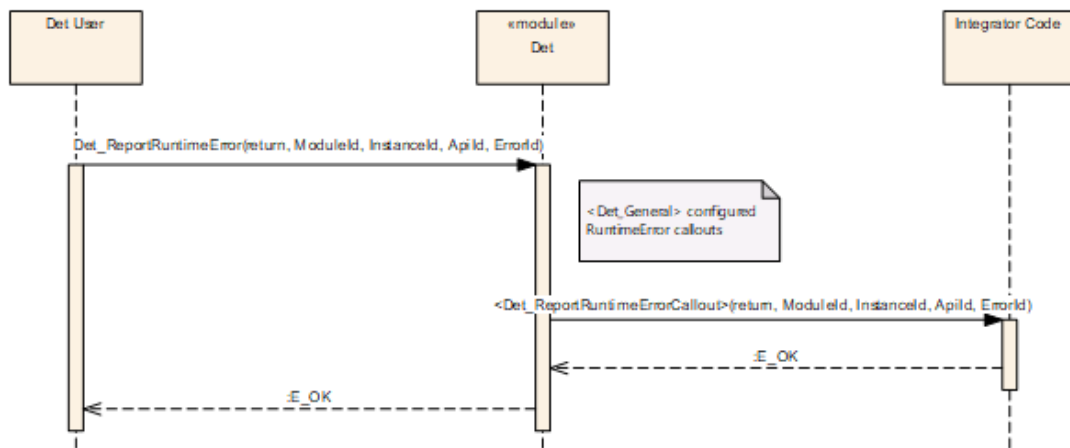 Det User
«module»
Det
Integrator Code
Det_ReportRuntimeError(return, ModuleId, InstanceId, ApiId, ErrorId)
<Det_General> configured
RuntimeError callouts
<Det_ReportRuntimeErrorCallout>(return, ModuleId, InstanceId, ApiId, ErrorId)
:E_OK
:E_OK